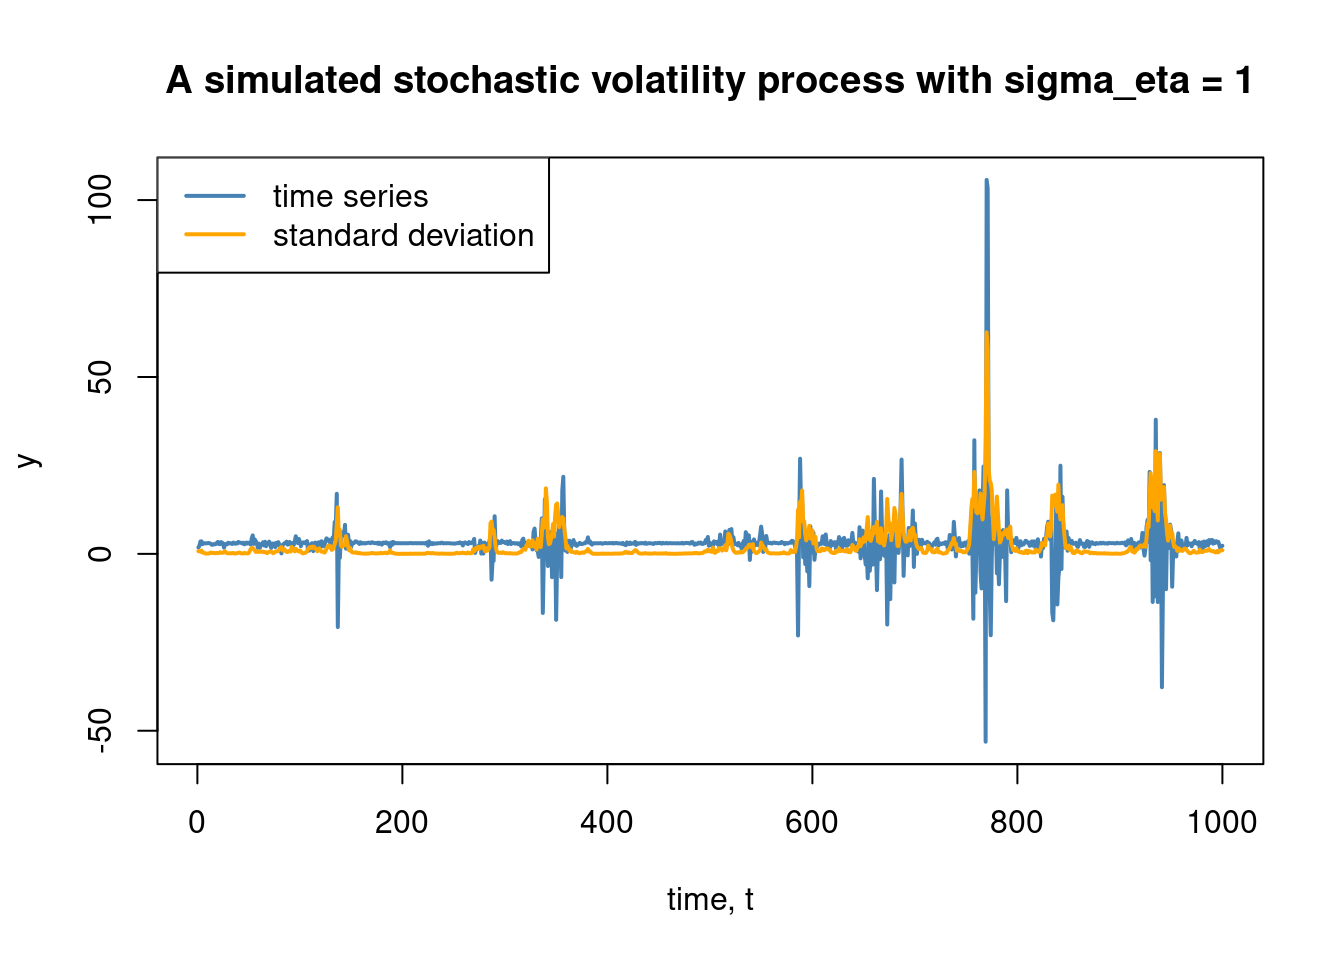 A simulated stochastic volatility process with sigma_eta = 1
time series
standard deviation
100
50
0
-50
y
0 200 400 600 800 1000
time, t